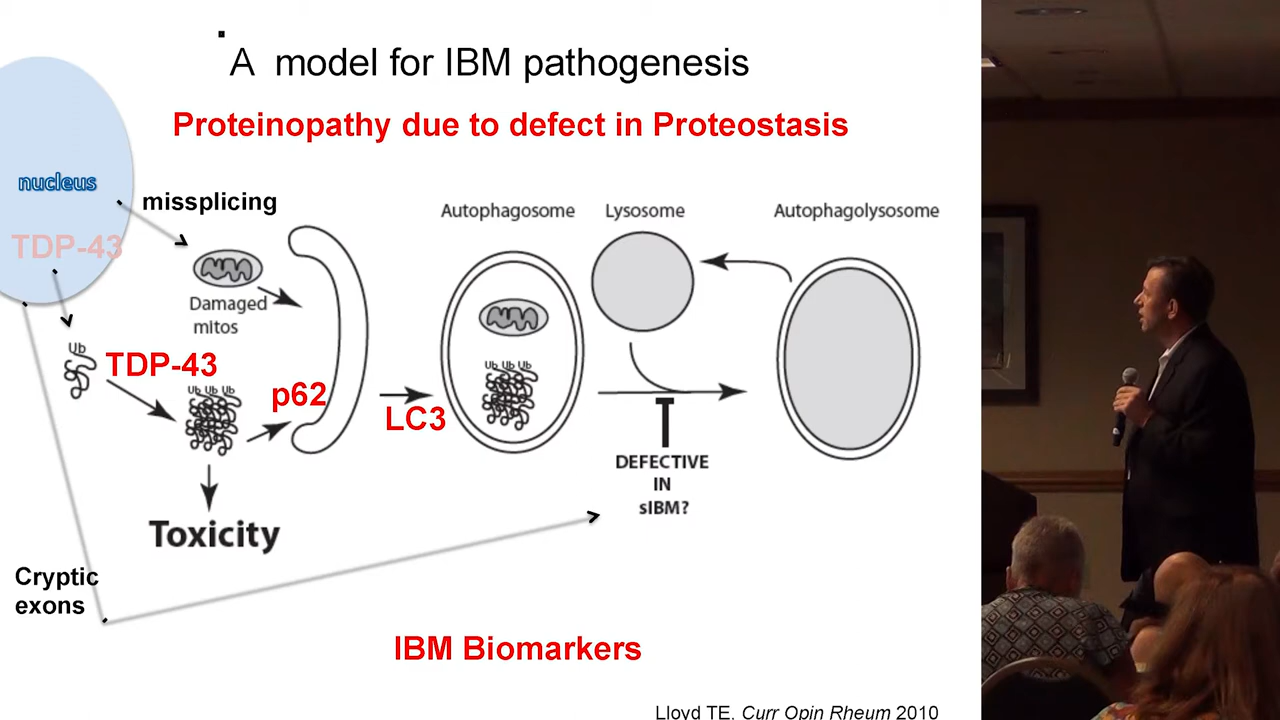 A model for IBM pathogenesis
Proteinopathy due to defect in Proteostasis
nucleus
missplicing
TDP-43
Autophagosome
Lysosome
Autophagolysosome
Damaged
mitos
Ub
TDP-43
Ub Ub Ub
p62
LC3
Ub Ub Ub
DEFECTIVE
IN
sIBM?
Toxicity
Cryptic
exons
IBM Biomarkers
Lloyd TE. Curr Opin Rheum 2010